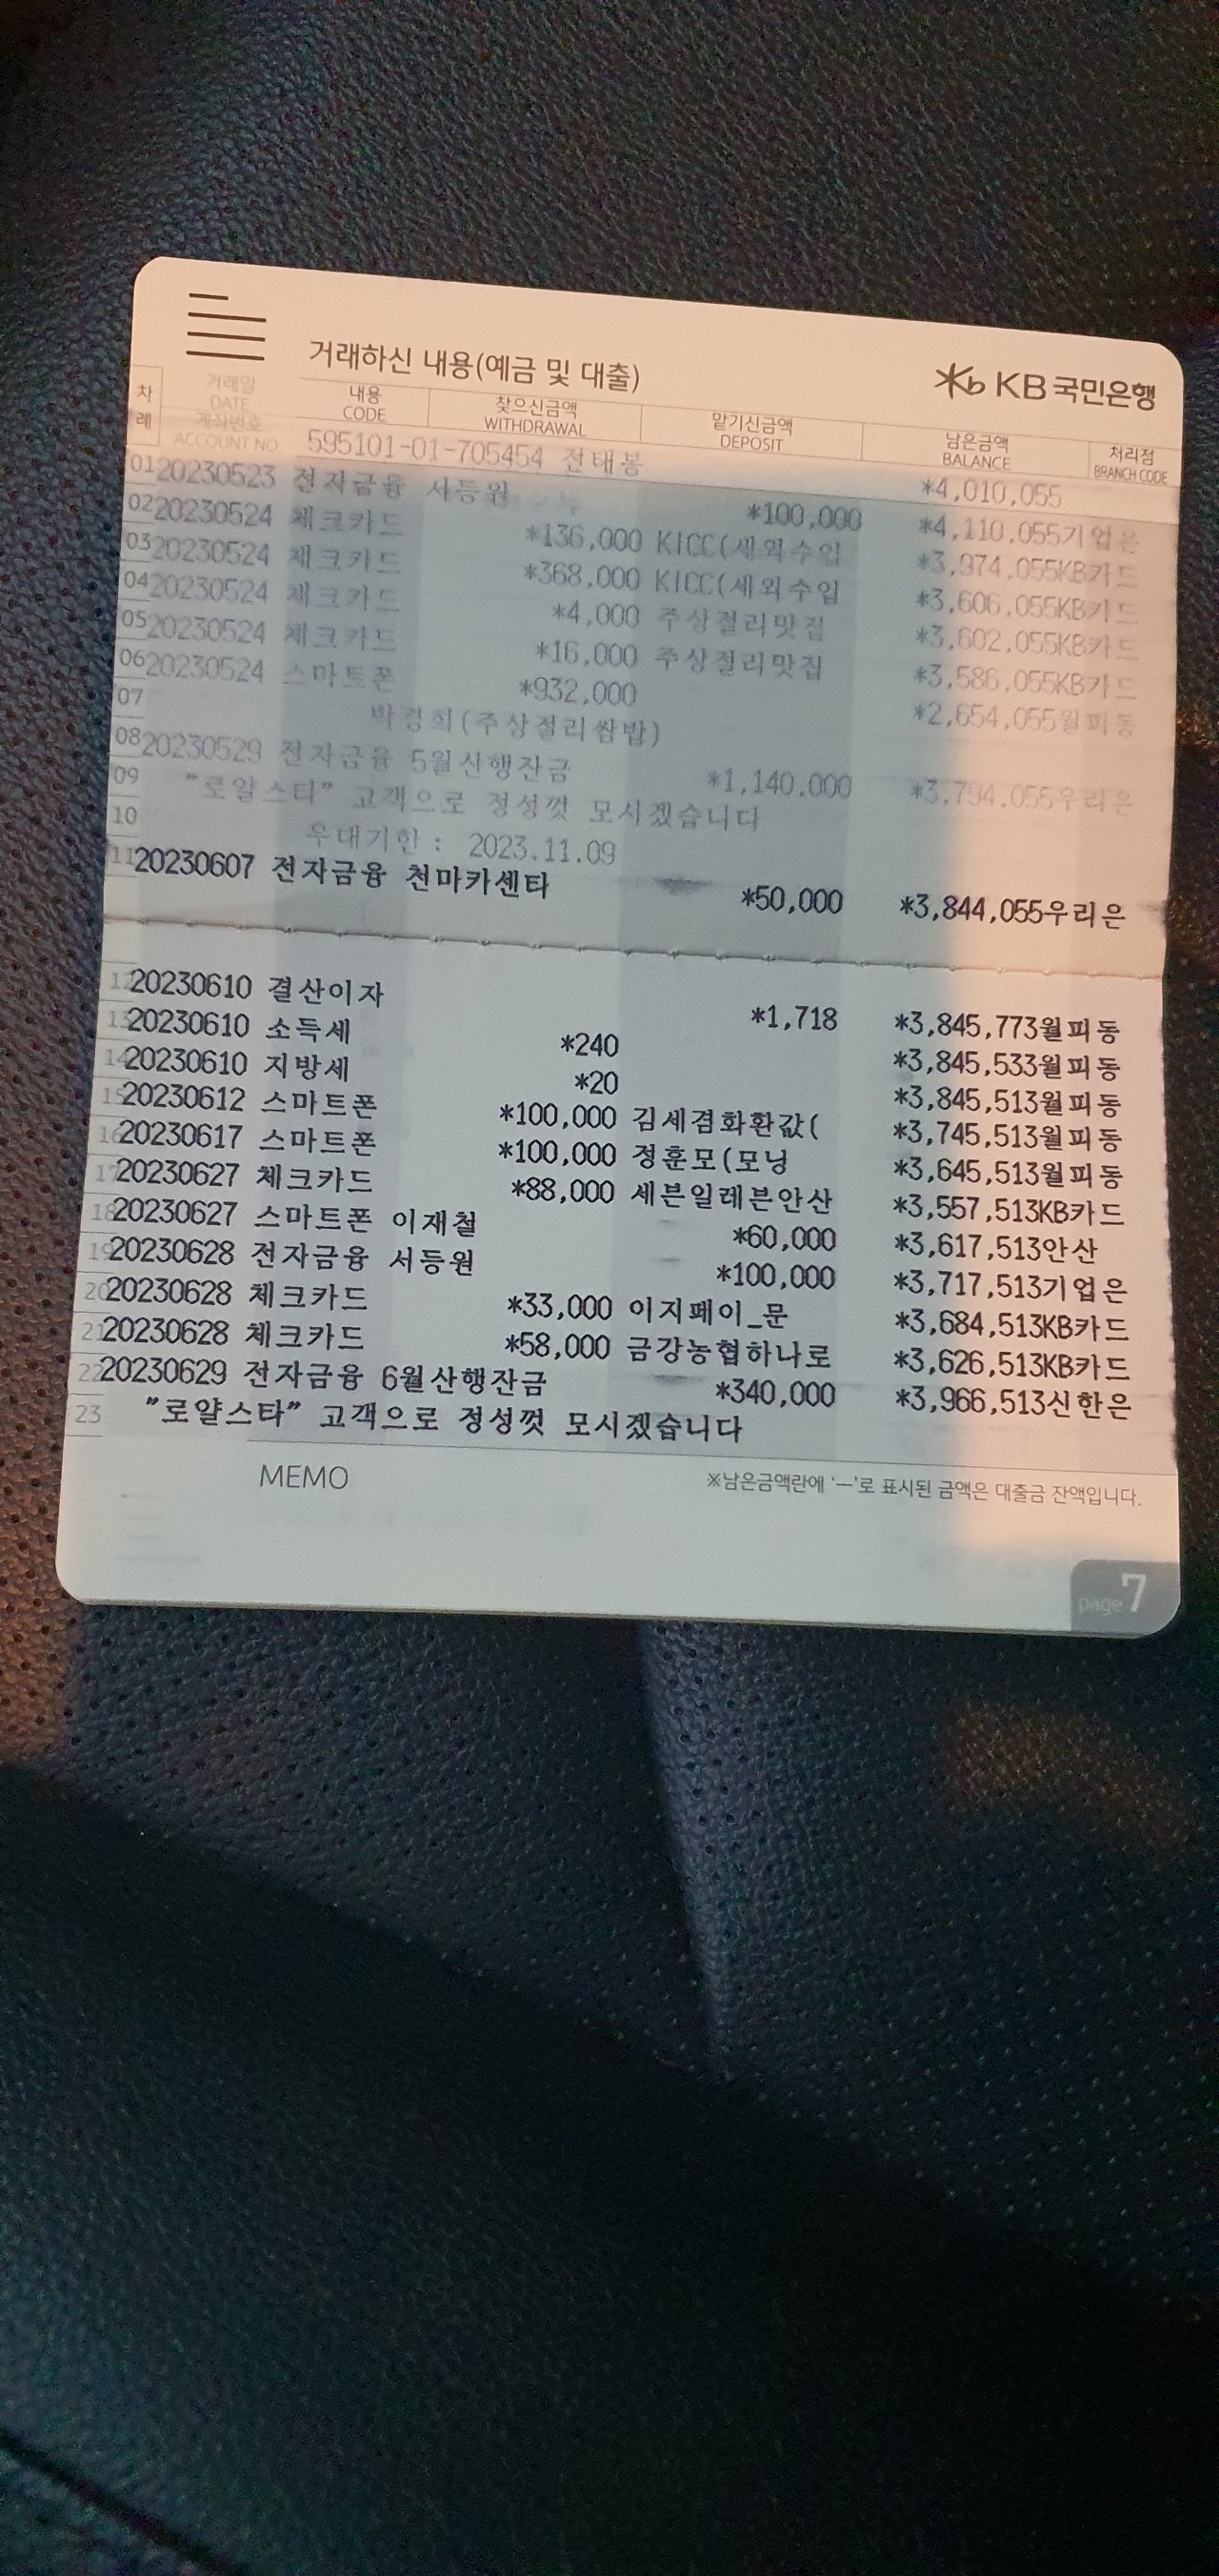 거래하신 내용(예금 및 대출)
KB국민은행
차례 거래일 DATE 내용 CODE 찾으신금액 WITHDRAWAL 맡기신금액 DEPOSIT 남은금액 BALANCE 처리점 BRANCH CODE
계좌번호 ACCOUNT NO 595101-01-705454 전태봉 *4,010,055
01 20230523 전자금융 서등원 *100,000 *4,110,055기업은
02 20230524 체크카드 *136,000 KICC(세외수입 *3,974,055KB카드
03 20230524 체크카드 *368,000 KICC(세외수입 *3,606,055KB카드
04 20230524 체크카드 *4,000 주상절리맛집 *3,602,055KB카드
05 20230524 체크카드 *16,000 주상절리맛집 *3,586,055KB카드
06 20230524 스마트폰 *932,000 *2,654,055월피동
07 박경희(주상절리쌈밥)
08 20230529 전자금융 5월신행잔금 *1,140,000 *3,794,055우리은
09 "로얄스타" 고객으로 정성껏 모시겠습니다
10 우대기한 : 2023.11.09
11 20230607 전자금융 천마카센타 *50,000 *3,844,055우리은
12 20230610 결산이자 *1,718 *3,845,773월피동
13 20230610 소득세 *240 *3,845,533월피동
14 20230610 지방세 *20 *3,845,513월피동
15 20230612 스마트폰 *100,000 김세겸화환값( *3,745,513월피동
16 20230617 스마트폰 *100,000 정훈모(모닝 *3,645,513월피동
17 20230627 체크카드 *88,000 세븐일레븐안산 *3,557,513KB카드
18 20230627 스마트폰 이재철 *60,000 *3,617,513안산
19 20230628 전자금융 서등원 *100,000 *3,717,513기업은
20 20230628 체크카드 *33,000 이지페이_문 *3,684,513KB카드
21 20230628 체크카드 *58,000 금강농협하나로 *3,626,513KB카드
22 20230629 전자금융 6월산행잔금 *340,000 *3,966,513신한은
23 "로얄스타" 고객으로 정성껏 모시겠습니다
MEMO
※남은금액란에 '—'로 표시된 금액은 대출금 잔액입니다.
page 7